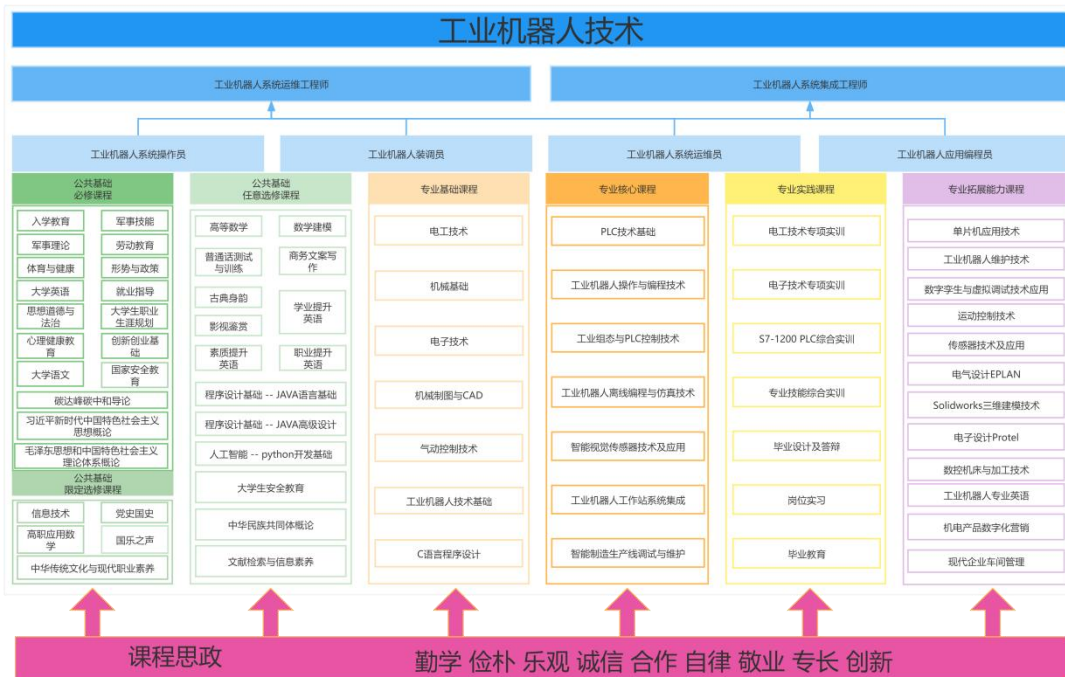 工业机器人技术
工业机器人系统运维工程师
工业机器人系统集成工程师
工业机器人系统操作员
工业机器人装调员
工业机器人系统运维员
工业机器人应用编程员
公共基础
必修课程
入学教育
军事技能
军事理论
劳动教育
体育与健康
形势与政策
大学英语
就业指导
思想道德与
法治
大学生职业
生涯规划
心理健康教
育
创新创业基
础
大学语文
国家安全教
育
碳达峰碳中和导论
习近平新时代中国特色社会主义
思想概论
毛泽东思想和中国特色社会主义
理论体系概论
公共基础
限定选修课程
信息技术
党史国史
高职应用数
学
国乐之声
中华传统文化与现代职业素养
公共基础
任意选修课程
高等数学
数学建模
普通话测试
与训练
商务文案写
作
古典身韵
学业提升
英语
影视鉴赏
素质提升
英语
职业提升
英语
程序设计基础 -- JAVA语言基础
程序设计基础 -- JAVA高级设计
人工智能 -- python开发基础
大学生安全教育
中华民族共同体概论
文献检索与信息素养
专业基础课程
电工技术
机械基础
电子技术
机械制图与CAD
气动控制技术
工业机器人技术基础
C语言程序设计
专业核心课程
PLC技术基础
工业机器人操作与编程技术
工业组态与PLC控制技术
工业机器人离线编程与仿真技术
智能视觉传感器技术及应用
工业机器人工作站系统集成
智能制造生产线调试与维护
专业实践课程
电工技术专项实训
电子技术专项实训
S7-1200 PLC综合实训
专业技能综合实训
毕业设计及答辩
岗位实习
毕业教育
专业拓展能力课程
单片机应用技术
工业机器人维护技术
数字孪生与虚拟调试技术应用
运动控制技术
传感器技术及应用
电气设计EPLAN
Solidworks三维建模技术
电子设计Protel
数控机床与加工技术
工业机器人专业英语
机电产品数字化营销
现代企业车间管理
课程思政
勤学 俭朴 乐观 诚信 合作 自律 敬业 专长 创新